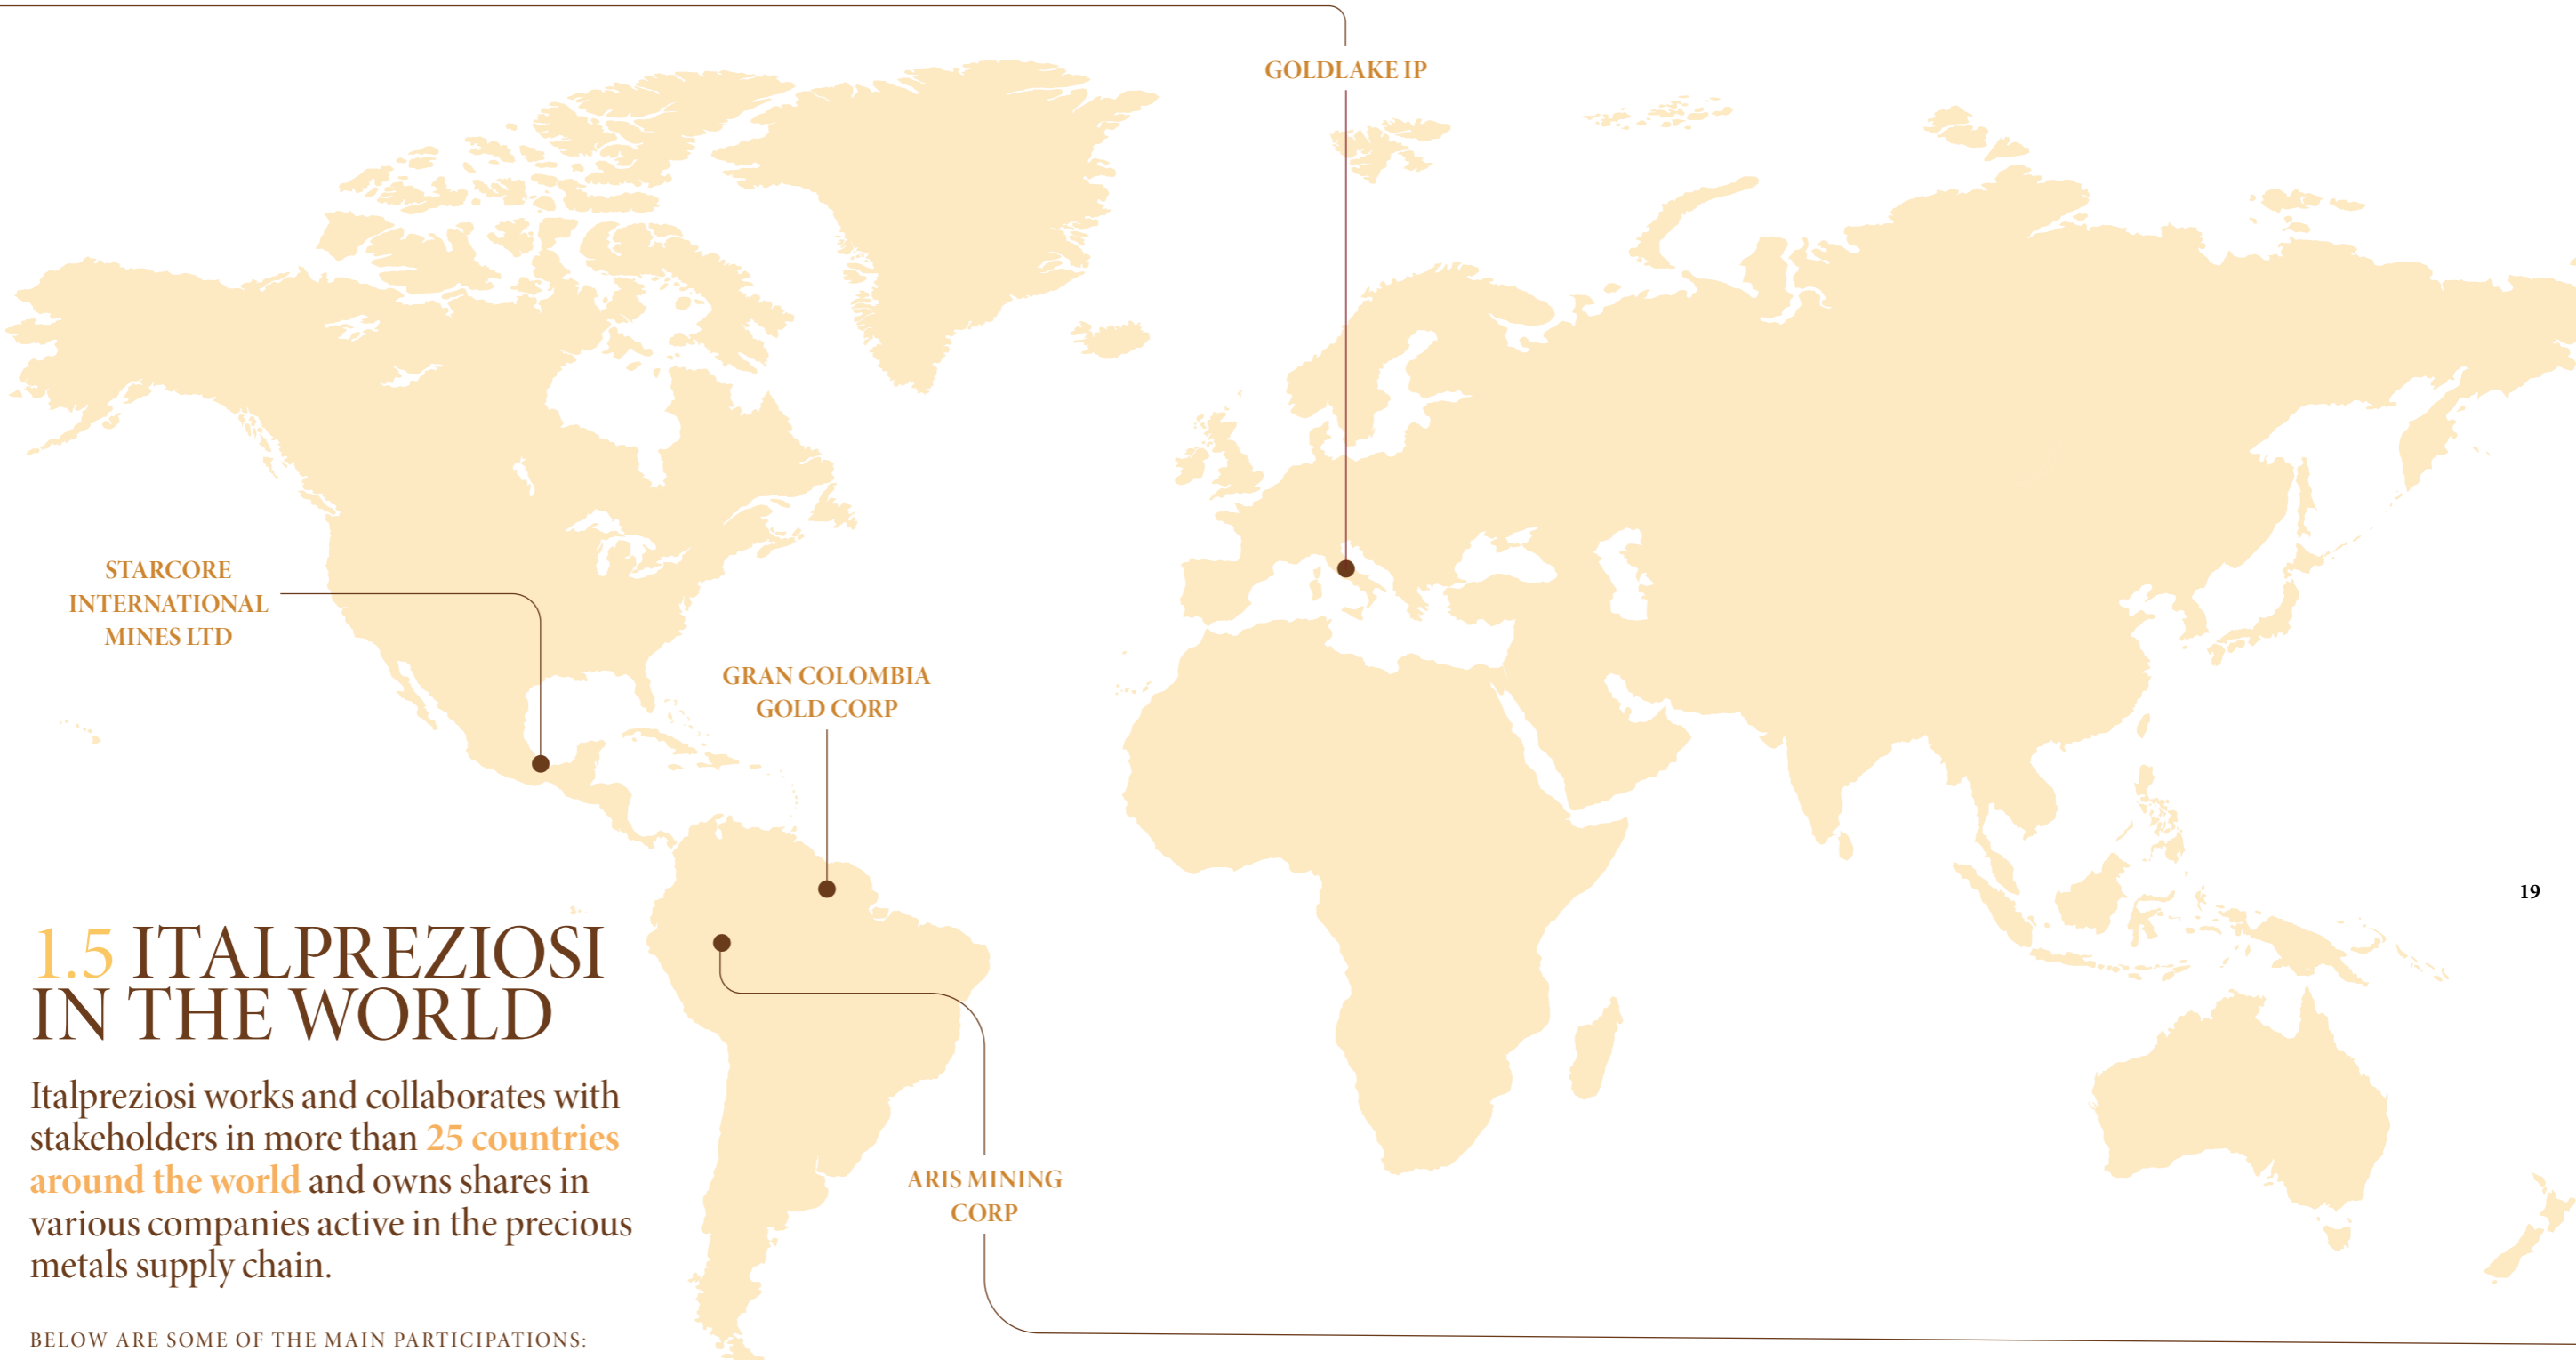 GOLDLAKE IP
STARCORE
INTERNATIONAL
MINES LTD
GRAN COLOMBIA
GOLD CORP
19
1.5 ITALPREZIOSI
IN THE WORLD
Italpreziosi works and collaborates with
stakeholders in more than 25 countries
around the world and owns shares in
various companies active in the precious
metals supply chain.
ARIS MINING
CORP
BELOW ARE SOME OF THE MAIN PARTICIPATIONS: